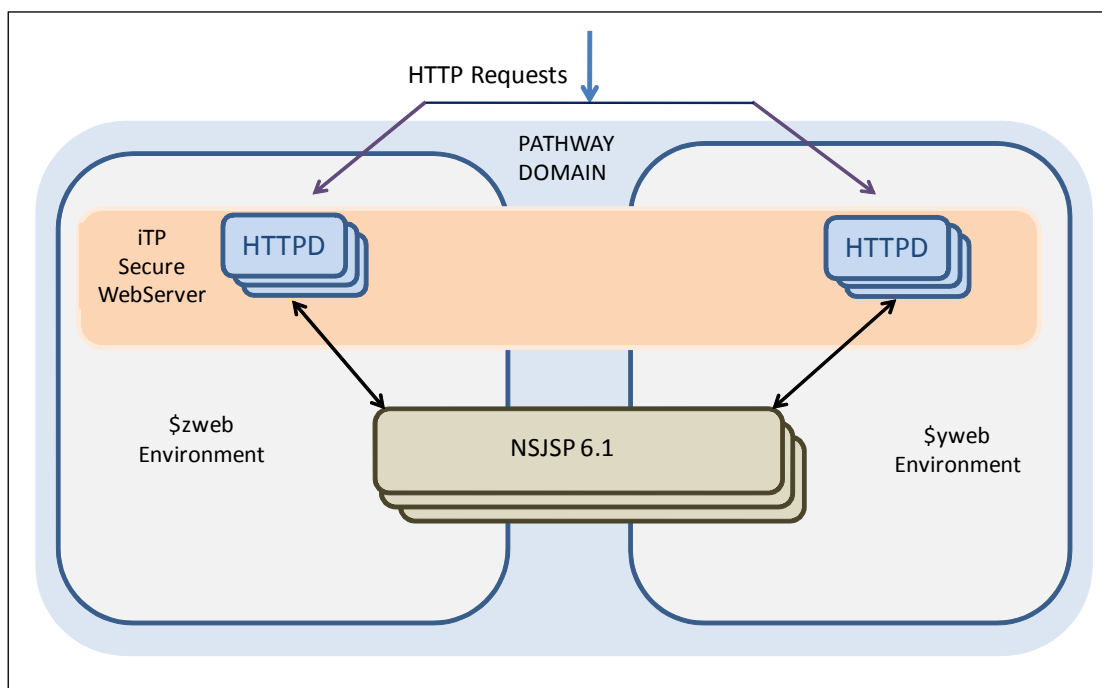 HTTP Requests
PATHWAY
DOMAIN
iTP
Secure
WebServer
HTTPD
HTTPD
$zweb
Environment
NSJSP 6.1
$yweb
Environment